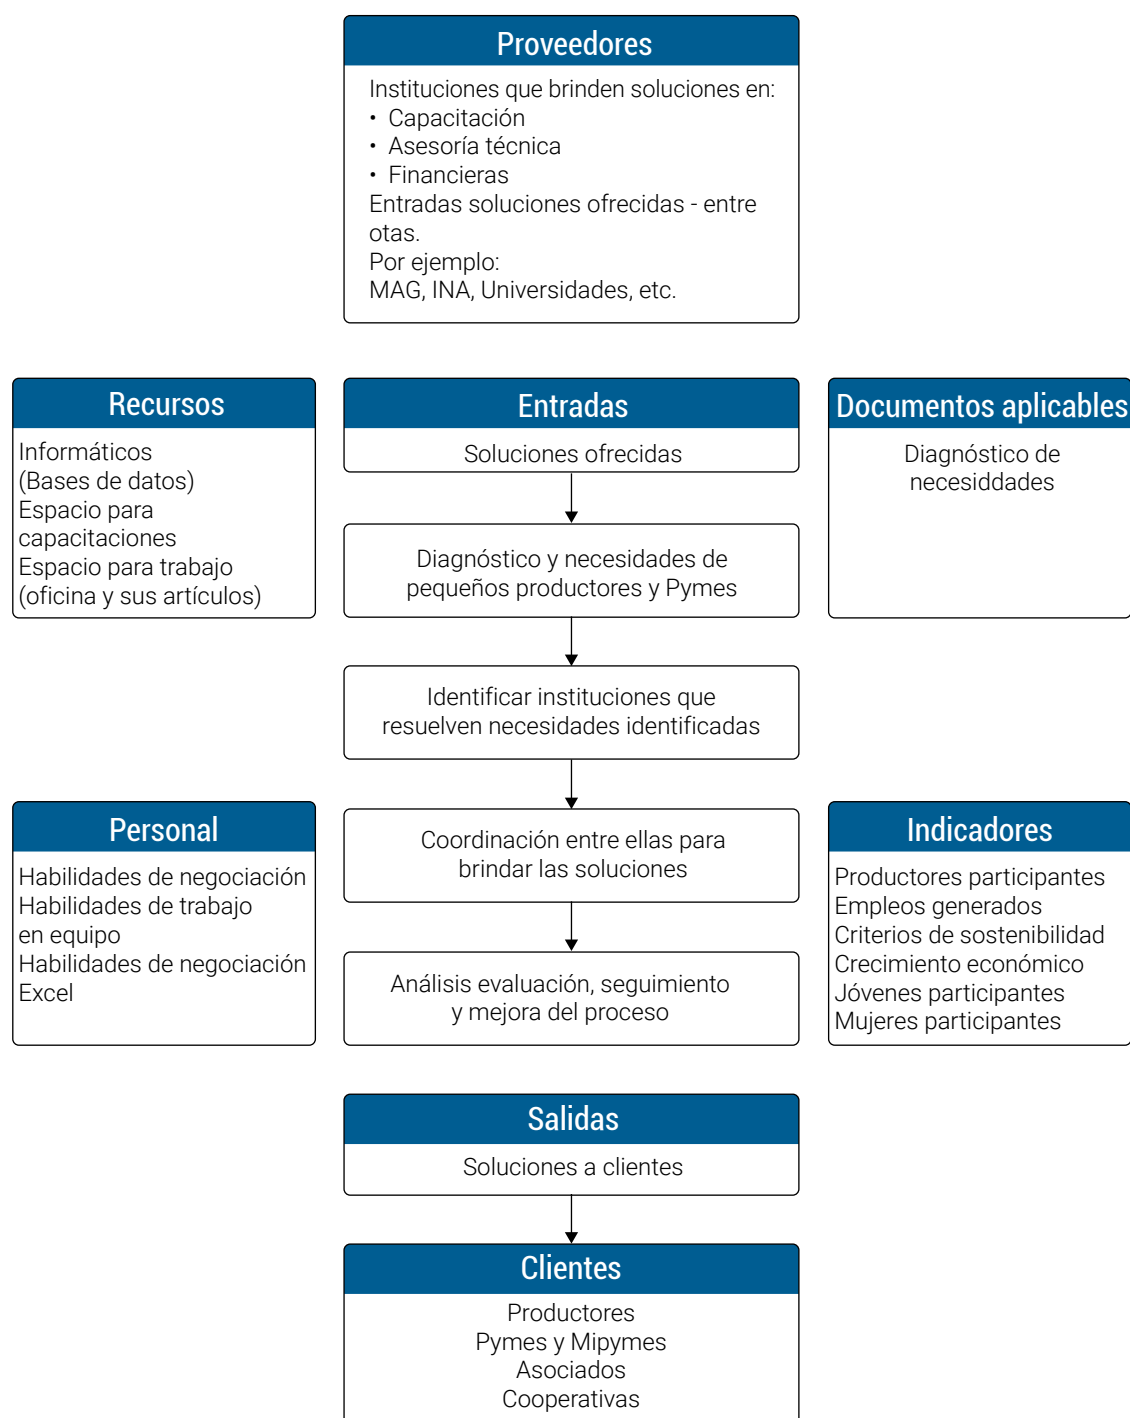 Proveedores
Instituciones que brinden soluciones en:
• Capacitación
• Asesoría técnica
• Financieras
Entradas soluciones ofrecidas - entre
otas.
Por ejemplo:
MAG, INA, Universidades, etc.
Recursos
Informáticos
(Bases de datos)
Espacio para
capacitaciones
Espacio para trabajo
(oficina y sus artículos)
Entradas
Soluciones ofrecidas
Diagnóstico y necesidades de
pequeños productores y Pymes
Identificar instituciones que
resuelven necesidades identificadas
Coordinación entre ellas para
brindar las soluciones
Análisis evaluación, seguimiento
y mejora del proceso
Documentos aplicables
Diagnóstico de
necesiddades
Personal
Habilidades de negociación
Habilidades de trabajo
en equipo
Habilidades de negociación
Excel
Indicadores
Productores participantes
Empleos generados
Criterios de sostenibilidad
Crecimiento económico
Jóvenes participantes
Mujeres participantes
Salidas
Soluciones a clientes
Clientes
Productores
Pymes y Mipymes
Asociados
Cooperativas